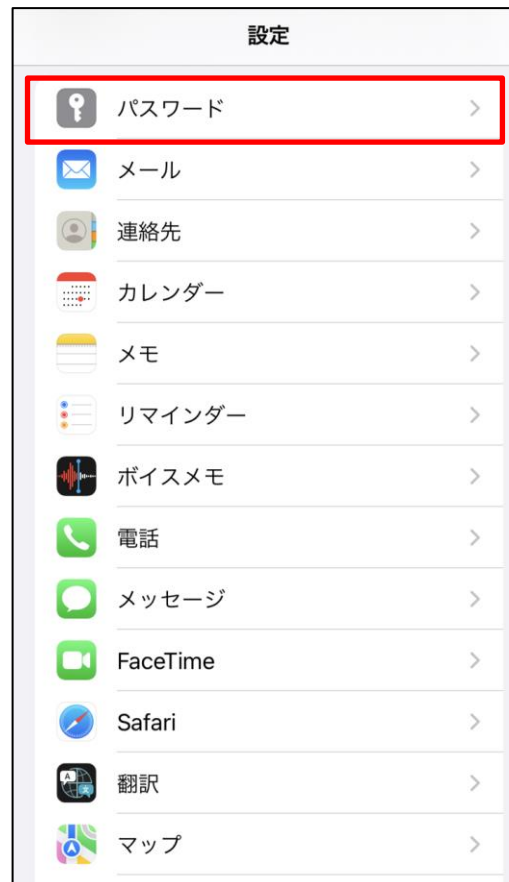 設定
パスワード
メール
連絡先
カレンダー
メモ
リマインダー
ボイスメモ
電話
メッセージ
FaceTime
Safari
翻訳
マップ